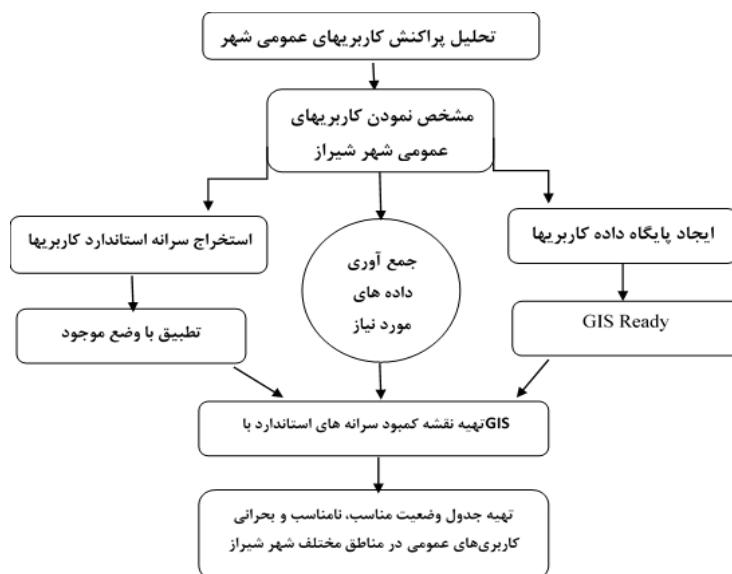 تحلیل پراکنش کاربریهای عمومی شهر
مشخص نمودن کاربریهای
عمومی شهر شیراز
ایجاد پایگاه داده کاربریها
جمع آوری
داده های
مورد نیاز
استخراج سرانه استاندارد کاربریها
GIS Ready
تطبیق با وضع موجود
GISتهیه نقشه کمبود سرانه های استاندارد با
تهیه جدول وضعیت مناسب، نامناسب و بحرانی
کاربری‌های عمومی در مناطق مختلف شهر شیراز